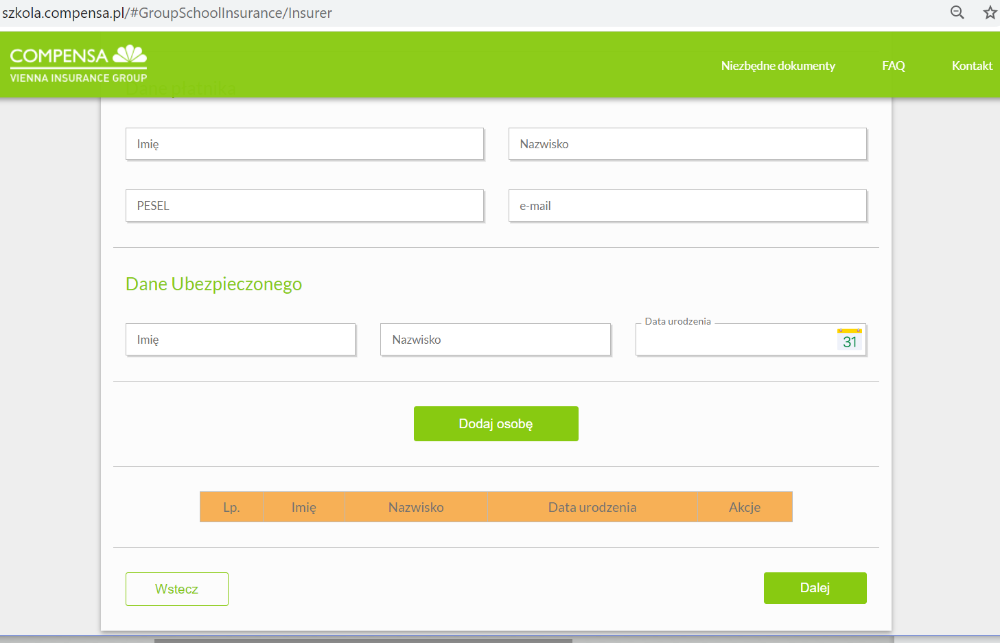 szkola.compensa.pl/#GroupSchoolInsurance/Insurer
COMPENSA
VIENNA INSURANCE GROUP
Niezbędne dokumenty FAQ Kontakt
Dane płatnika
Imię Nazwisko
PESEL e-mail
Dane Ubezpieczonego
Data urodzenia
Imię Nazwisko 31
Dodaj osobę
Lp. Imię Nazwisko Data urodzenia Akcje
Wstecz Dalej